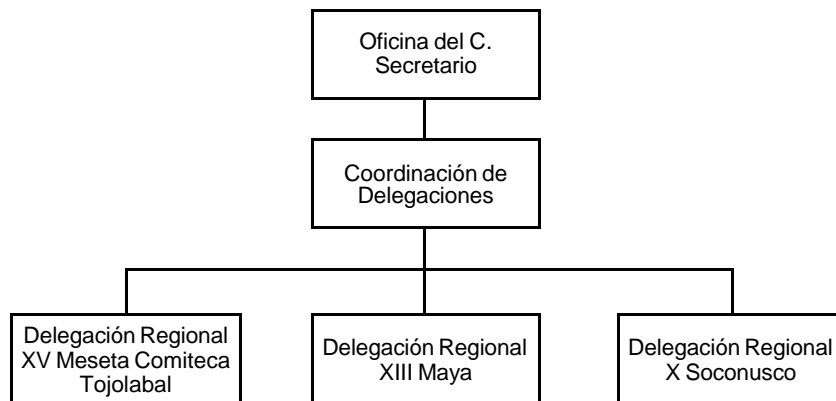 Oficina del C.
Secretario
Coordinación de
Delegaciones
Delegación Regional
XV Meseta Comiteca
Tojolabal
Delegación Regional
XIII Maya
Delegación Regional
X Soconusco